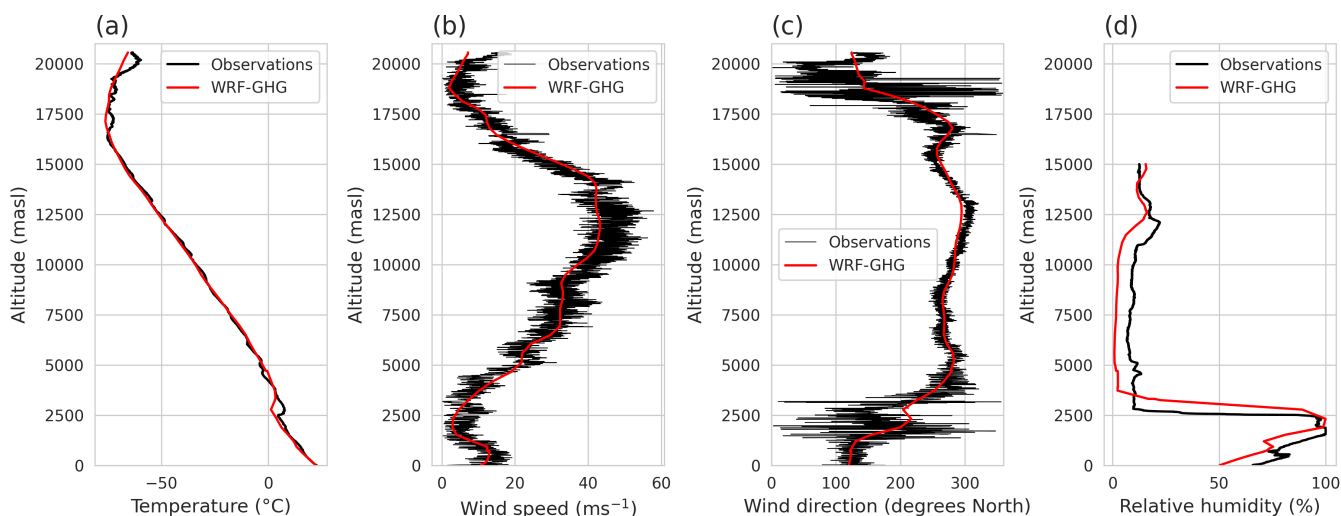 (a)
Altitude (masl)
20000
17500
15000
12500
10000
7500
5000
2500
0
Observations
WRF-GHG
−50
0
Temperature (°C)
(b)
Altitude (masl)
20000
17500
15000
12500
10000
7500
5000
2500
0
Observations
WRF-GHG
0
20
40
60
Wind speed (ms⁻¹)
(c)
Altitude (masl)
20000
17500
15000
12500
10000
7500
5000
2500
0
Observations
WRF-GHG
0
100
200
300
Wind direction (degrees North)
(d)
Altitude (masl)
20000
17500
15000
12500
10000
7500
5000
2500
0
Observations
WRF-GHG
0
50
100
Relative humidity (%)